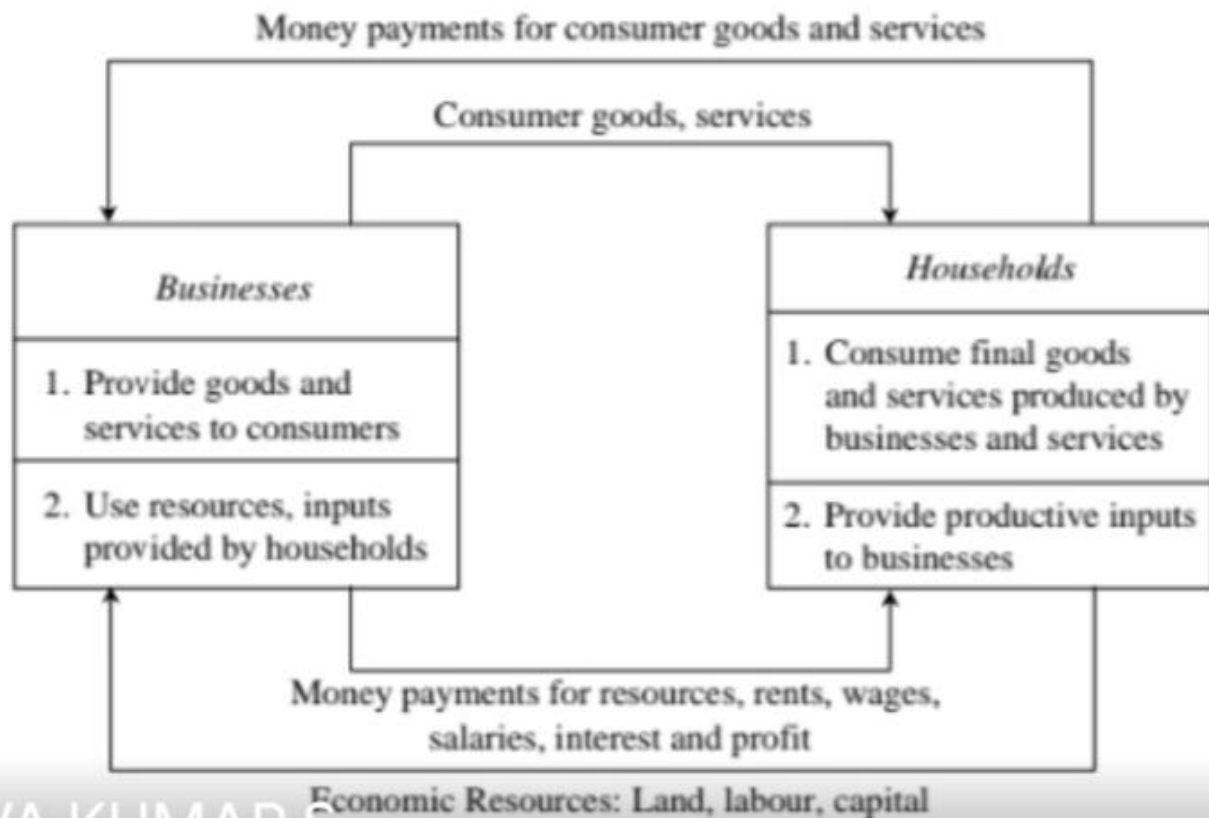 Money payments for consumer goods and services
Consumer goods, services
Businesses
1. Provide goods and
services to consumers
2. Use resources, inputs
provided by households
Households
1. Consume final goods
and services produced by
businesses and services
2. Provide productive inputs
to businesses
Money payments for resources, rents, wages,
salaries, interest and profit
Economic Resources: Land, labour, capital
KUMAR